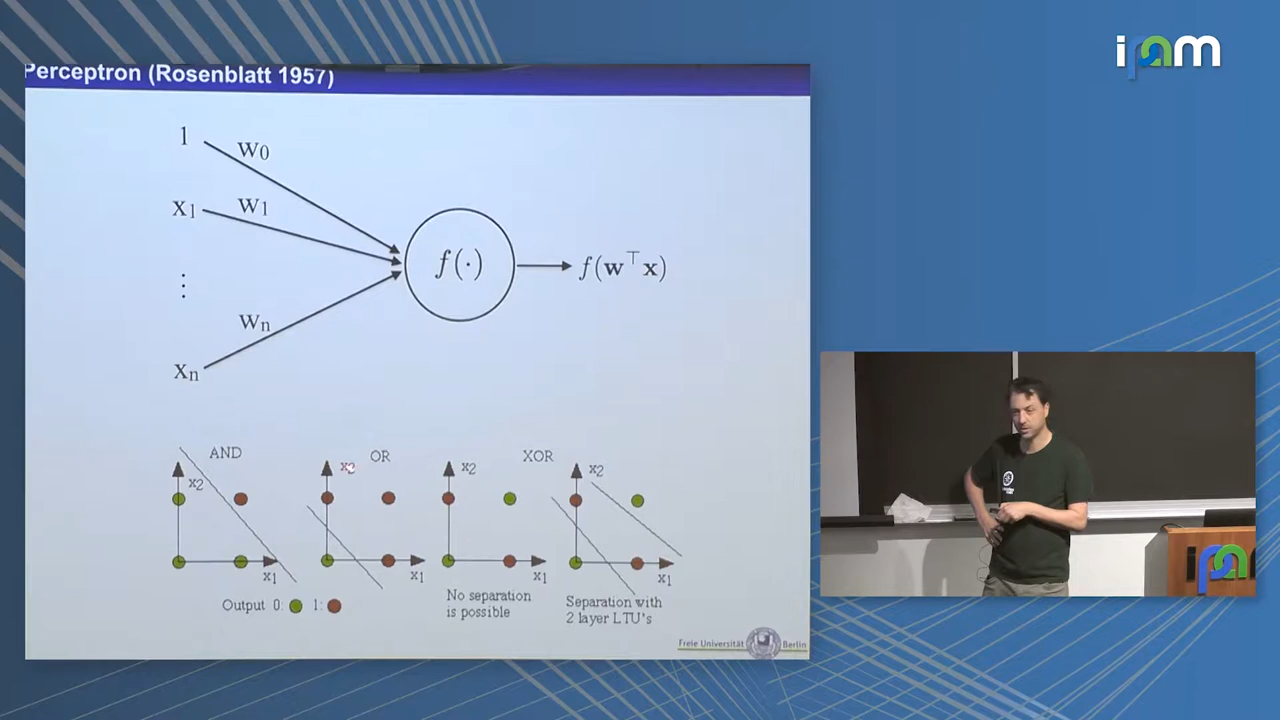 ipam
Perceptron (Rosenblatt 1957)
1
w0
x1
w1
⋮
wn
xn
f(·)
f(w⊤x)
AND
x2
x1
OR
x2
x1
XOR
x2
x1
x2
x1
Output 0: 1:
No separation
is possible
Separation with
2 layer LTU's
Freie Universität Berlin